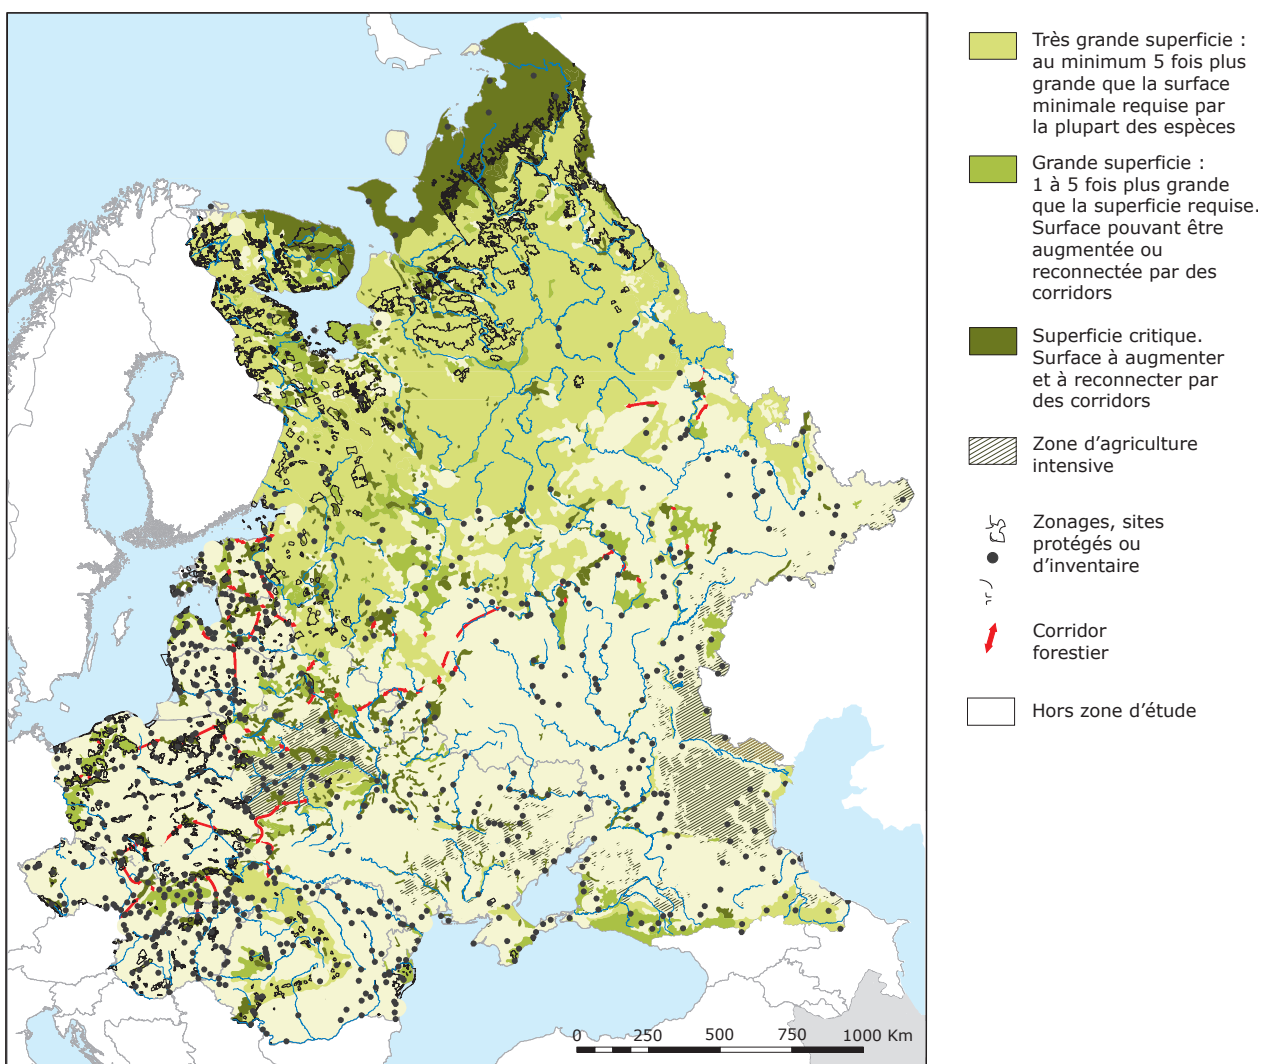 Très grande superficie :
au minimum 5 fois plus
grande que la surface
minimale requise par
la plupart des espèces
Grande superficie :
1 à 5 fois plus grande
que la superficie requise.
Surface pouvant être
augmentée ou
reconnectée par des
corridors
Superficie critique.
Surface à augmenter
et à reconnecter par
des corridors
Zone d’agriculture
intensive
Zonages, sites
protégés ou
d’inventaire
Corridor
forestier
Hors zone d’étude
0 250 500 750 1000 Km